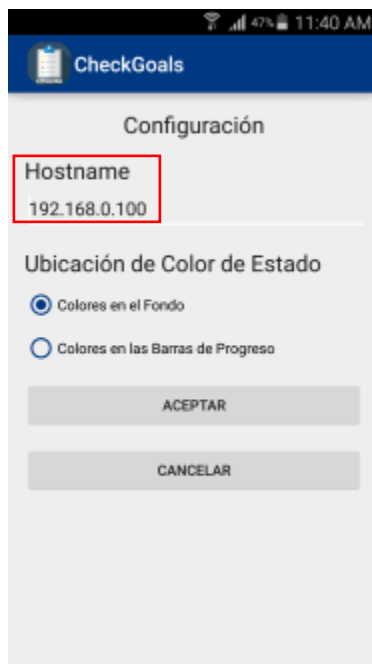 47% 11:40 AM
CheckGoals
Configuración
Hostname
192.168.0.100
Ubicación de Color de Estado
Colores en el Fondo
Colores en las Barras de Progreso
ACEPTAR
CANCELAR